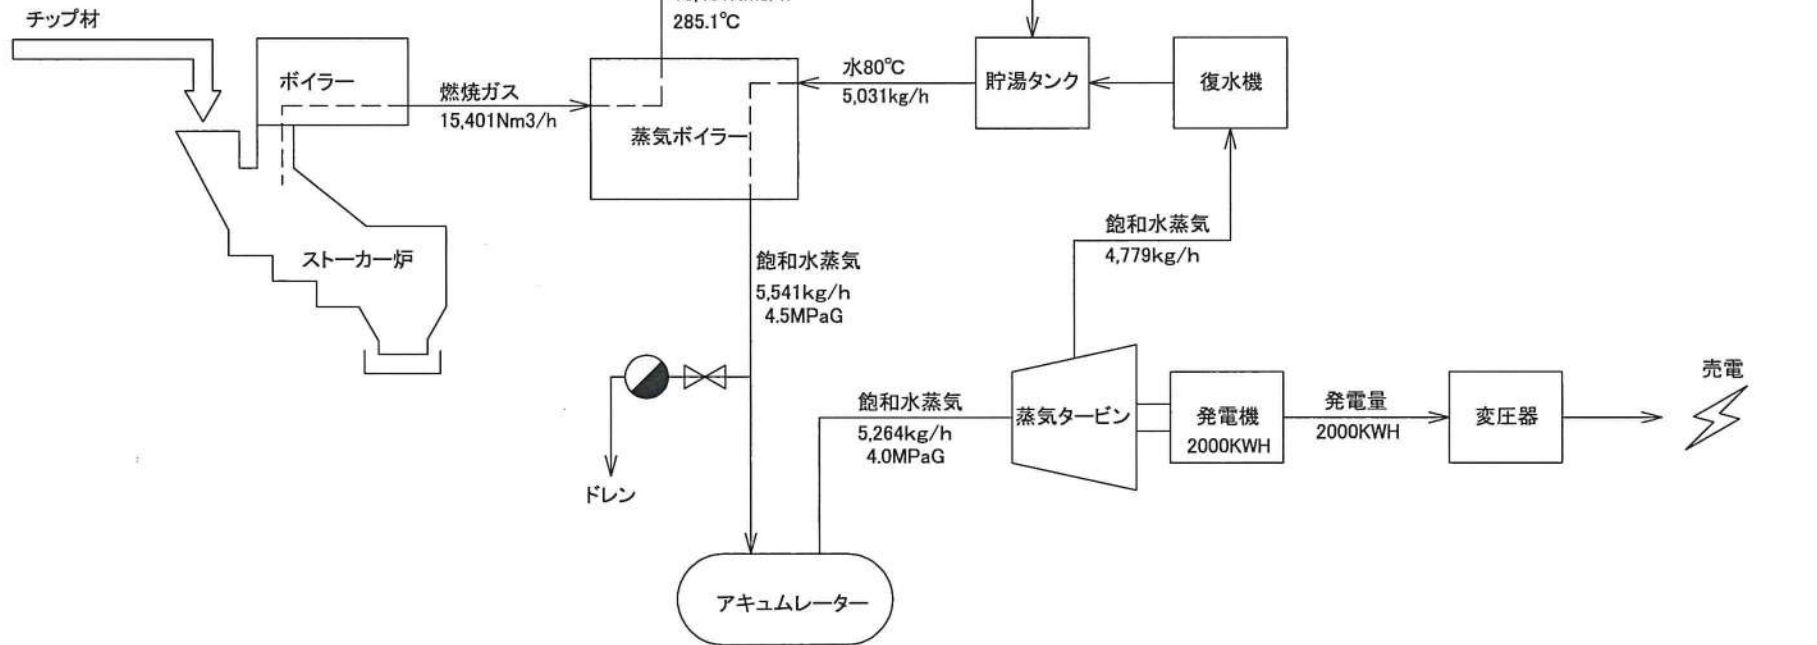 チップ材
285.1℃
ボイラー
燃焼ガス
15,401Nm3/h
蒸気ボイラー
水80℃
5,031kg/h
貯湯タンク
復水機
ストーカー炉
飽和水蒸気
5,541kg/h
4.5MPaG
飽和水蒸気
4,779kg/h
ドレン
飽和水蒸気
5,264kg/h
4.0MPaG
蒸気タービン
発電機
2000KWH
発電量
2000KWH
変圧器
売電
アキュムレーター